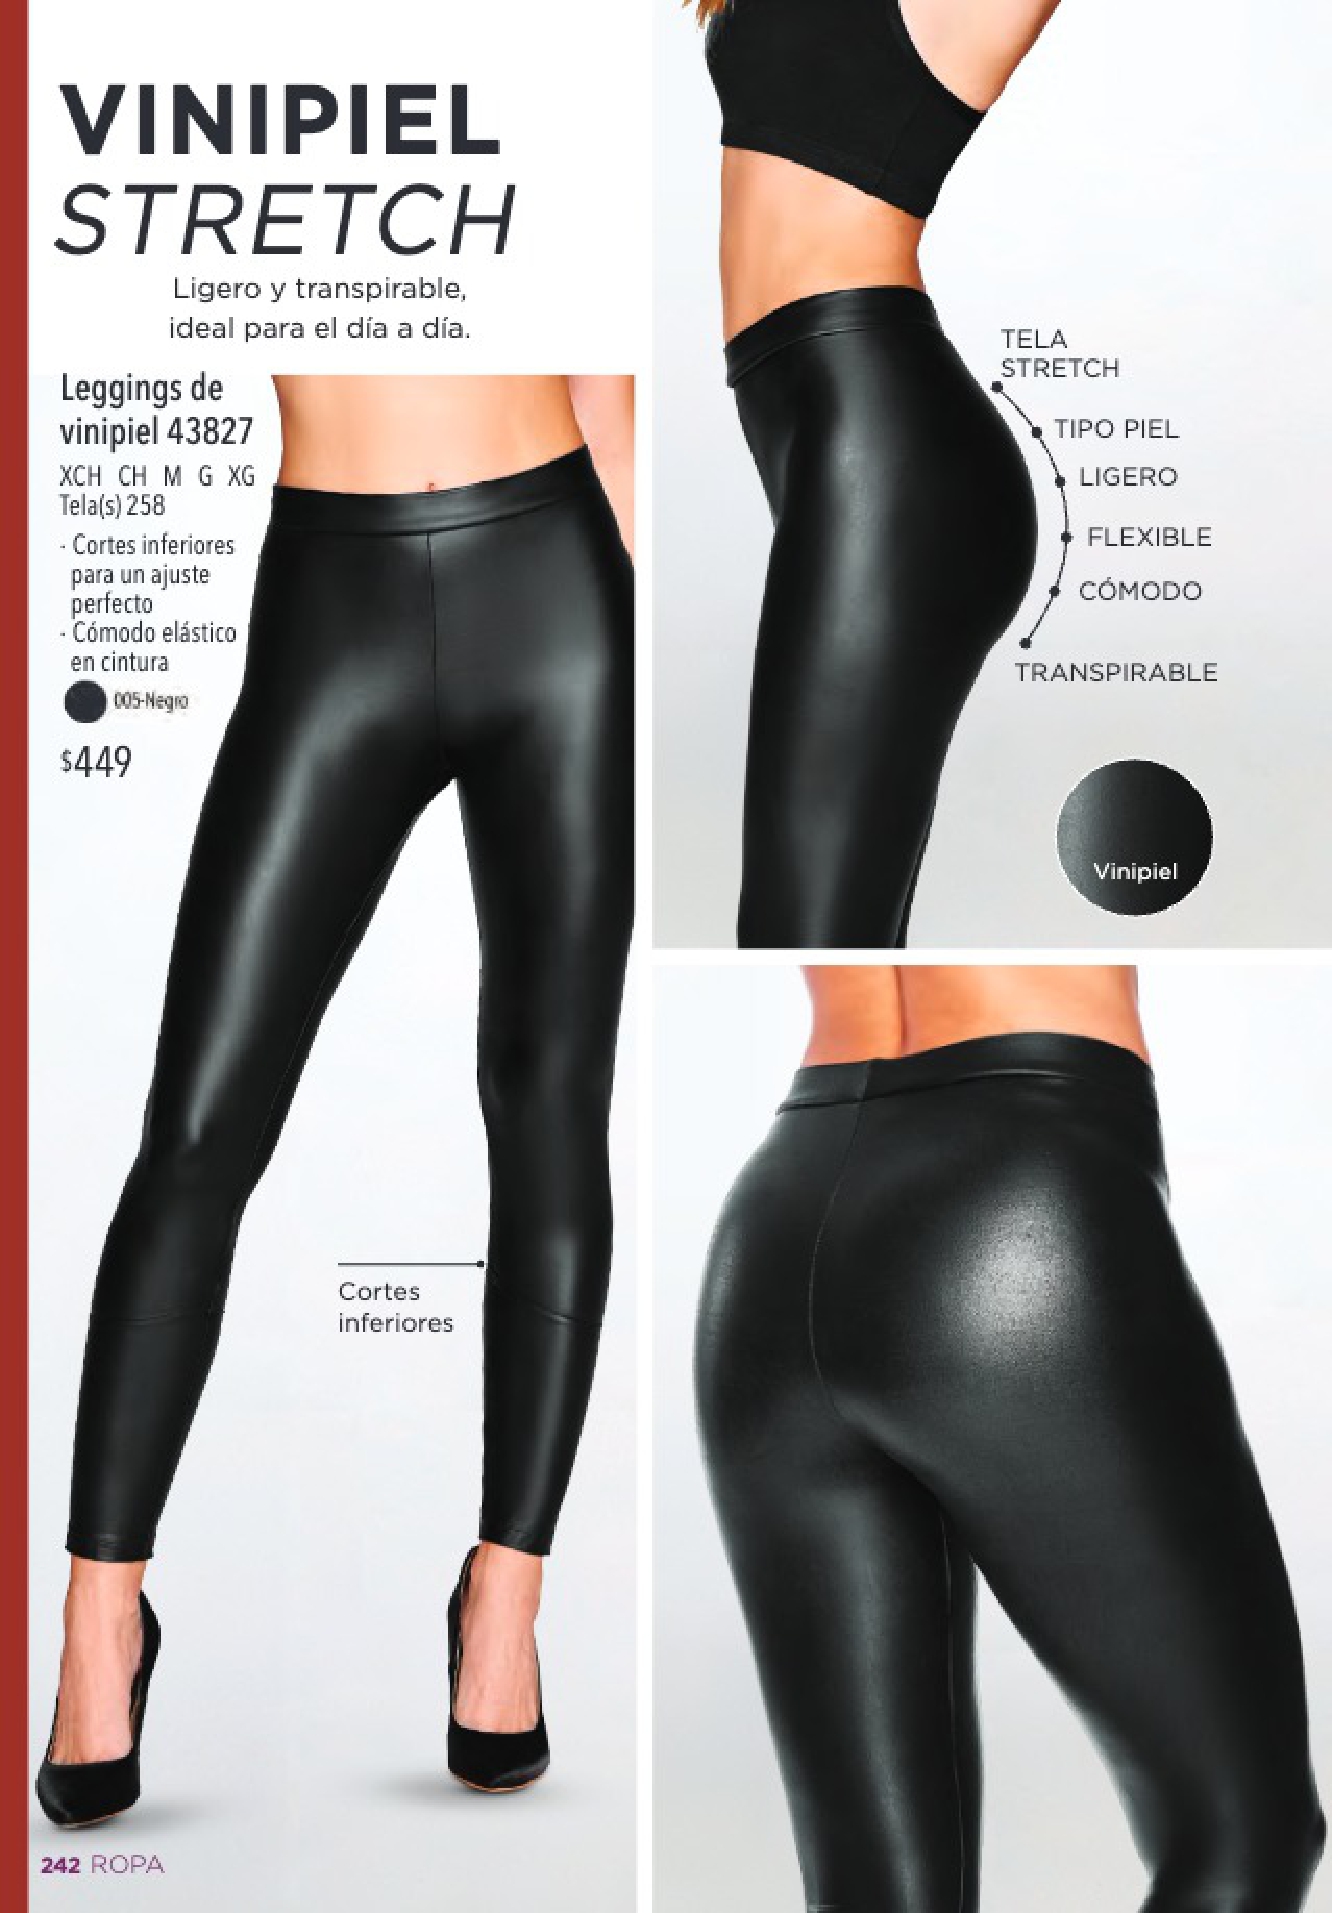 VINIPIEL
STRETCH
Ligero y transpirable,
ideal para el día a día.
Leggings de
vinipiel 43827
XCH CH M G XG
Tela(s) 258
· Cortes inferiores
para un ajuste
perfecto
· Cómodo elástico
en cintura
005-Negro
$449
Cortes
inferiores
TELA
STRETCH
TIPO PIEL
LIGERO
FLEXIBLE
CÓMODO
TRANSPIRABLE
Vinipiel
242 ROPA